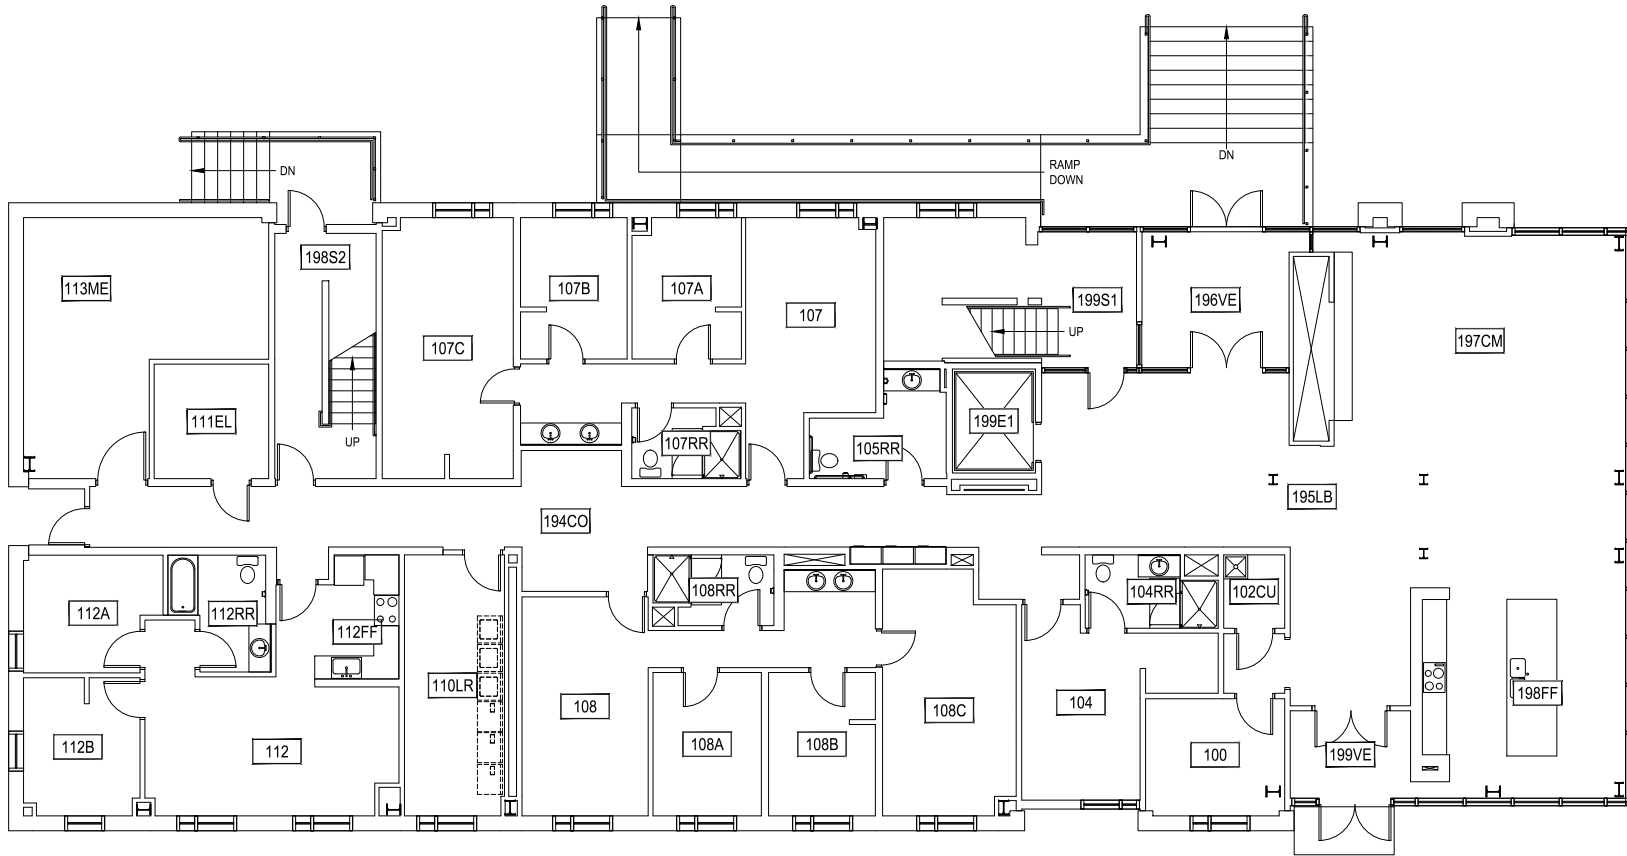 RAMP
DOWN
DN
DN
198S2
113ME
107B
107A
107
199S1
196VE
UP
197CM
107C
111EL
UP
107RR
105RR
199E1
195LB
194CO
112A
112RR
112FF
108RR
104RR
102CU
110LR
108
108C
104
198FF
112B
112
108A
108B
100
199VE